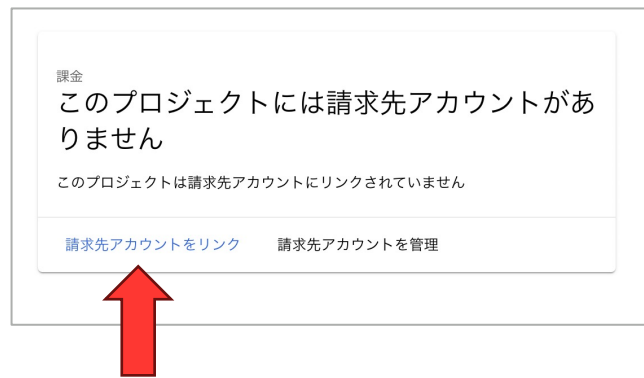 課金
このプロジェクトには請求先アカウントがあ
りません
このプロジェクトは請求先アカウントにリンクされていません
請求先アカウントをリンク 請求先アカウントを管理